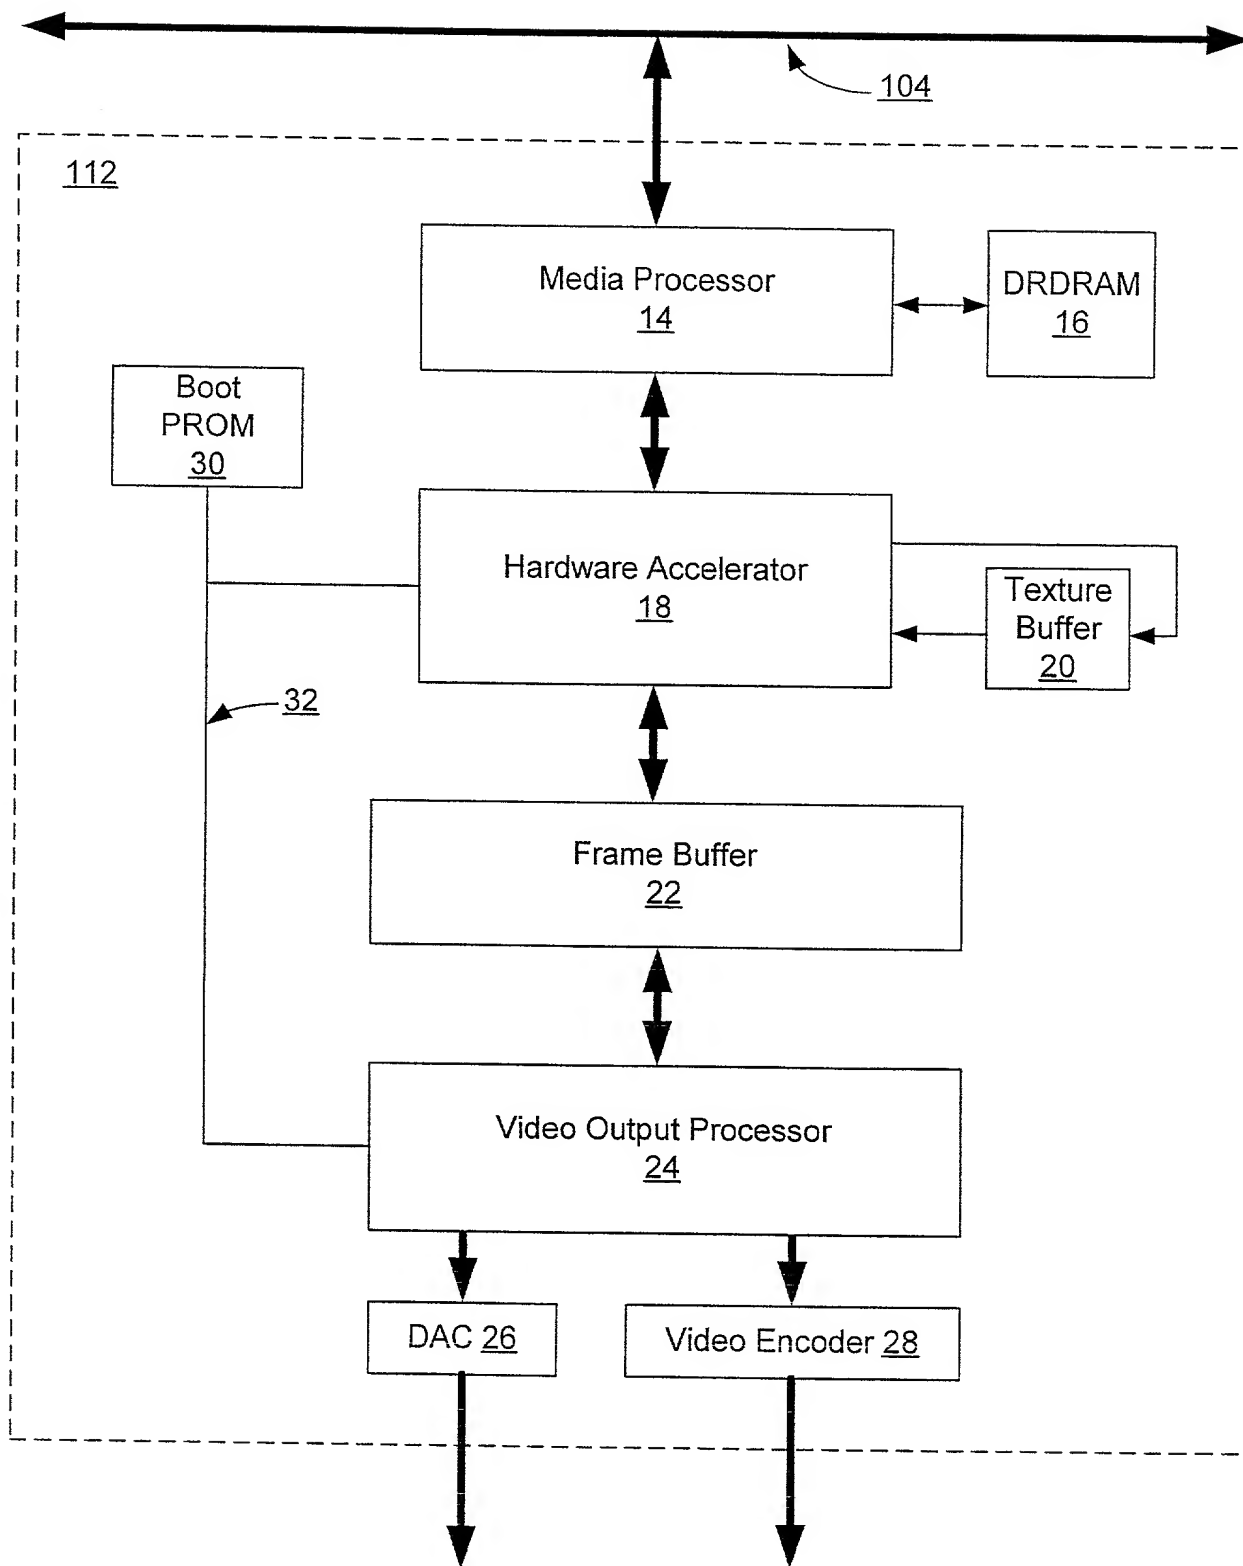 104
112
Media Processor
14
DRDRAM
16
Boot
PROM
30
Hardware Accelerator
18
Texture
Buffer
20
32
Frame Buffer
22
Video Output Processor
24
DAC 26
Video Encoder 28